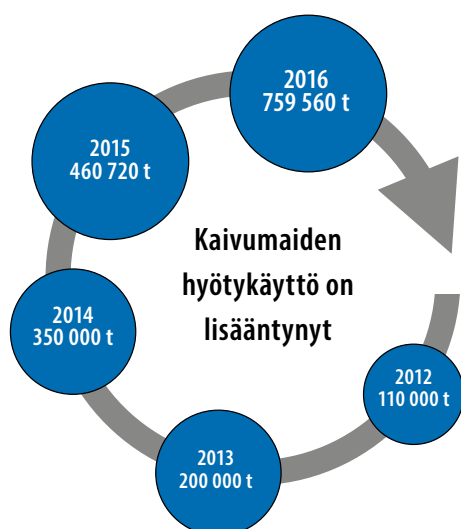 2016
759 560 t
2015
460 720 t
Kaivumaiden
hyötykäyttö on
lisääntynyt
2014
350 000 t
2012
110 000 t
2013
200 000 t